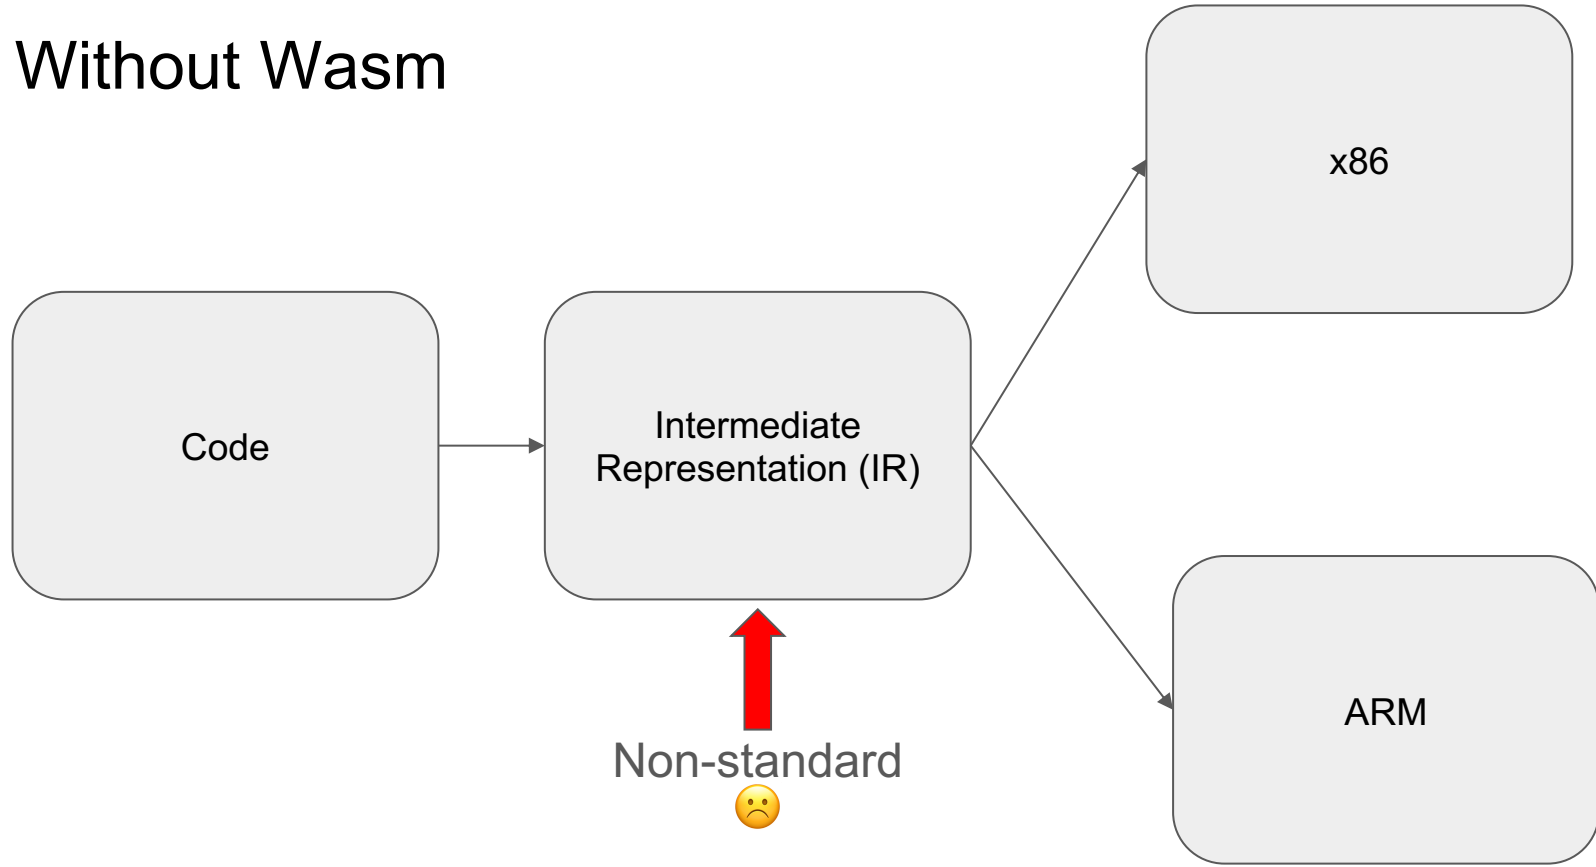 Without Wasm
x86
Code
Intermediate
Representation (IR)
ARM
Non-standard